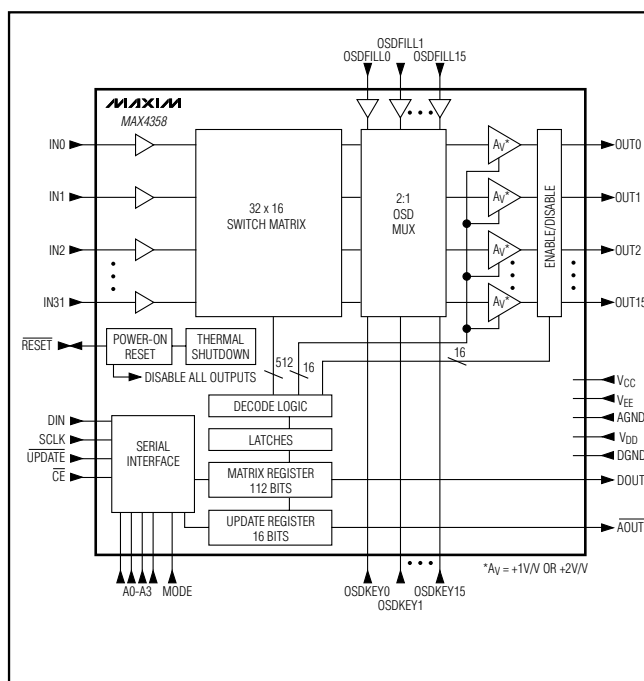 OSDFILL1
OSDFILL0 OSDFILL15
MAXIM
MAX4358
IN0
IN1
IN2
IN31
32 x 16
SWITCH MATRIX
2:1
OSD
MUX
AV*
AV*
AV*
AV*
ENABLE/DISABLE
OUT0
OUT1
OUT2
OUT15
RESET
POWER-ON
RESET
THERMAL
SHUTDOWN
DISABLE ALL OUTPUTS
512
16
16
DECODE LOGIC
LATCHES
MATRIX REGISTER
112 BITS
UPDATE REGISTER
16 BITS
DIN
SCLK
UPDATE
CE
SERIAL
INTERFACE
VCC
VEE
AGND
VDD
DGND
DOUT
AOUT
A0-A3 MODE
OSDKEY0 OSDKEY15
OSDKEY1
*AV = +1V/V OR +2V/V